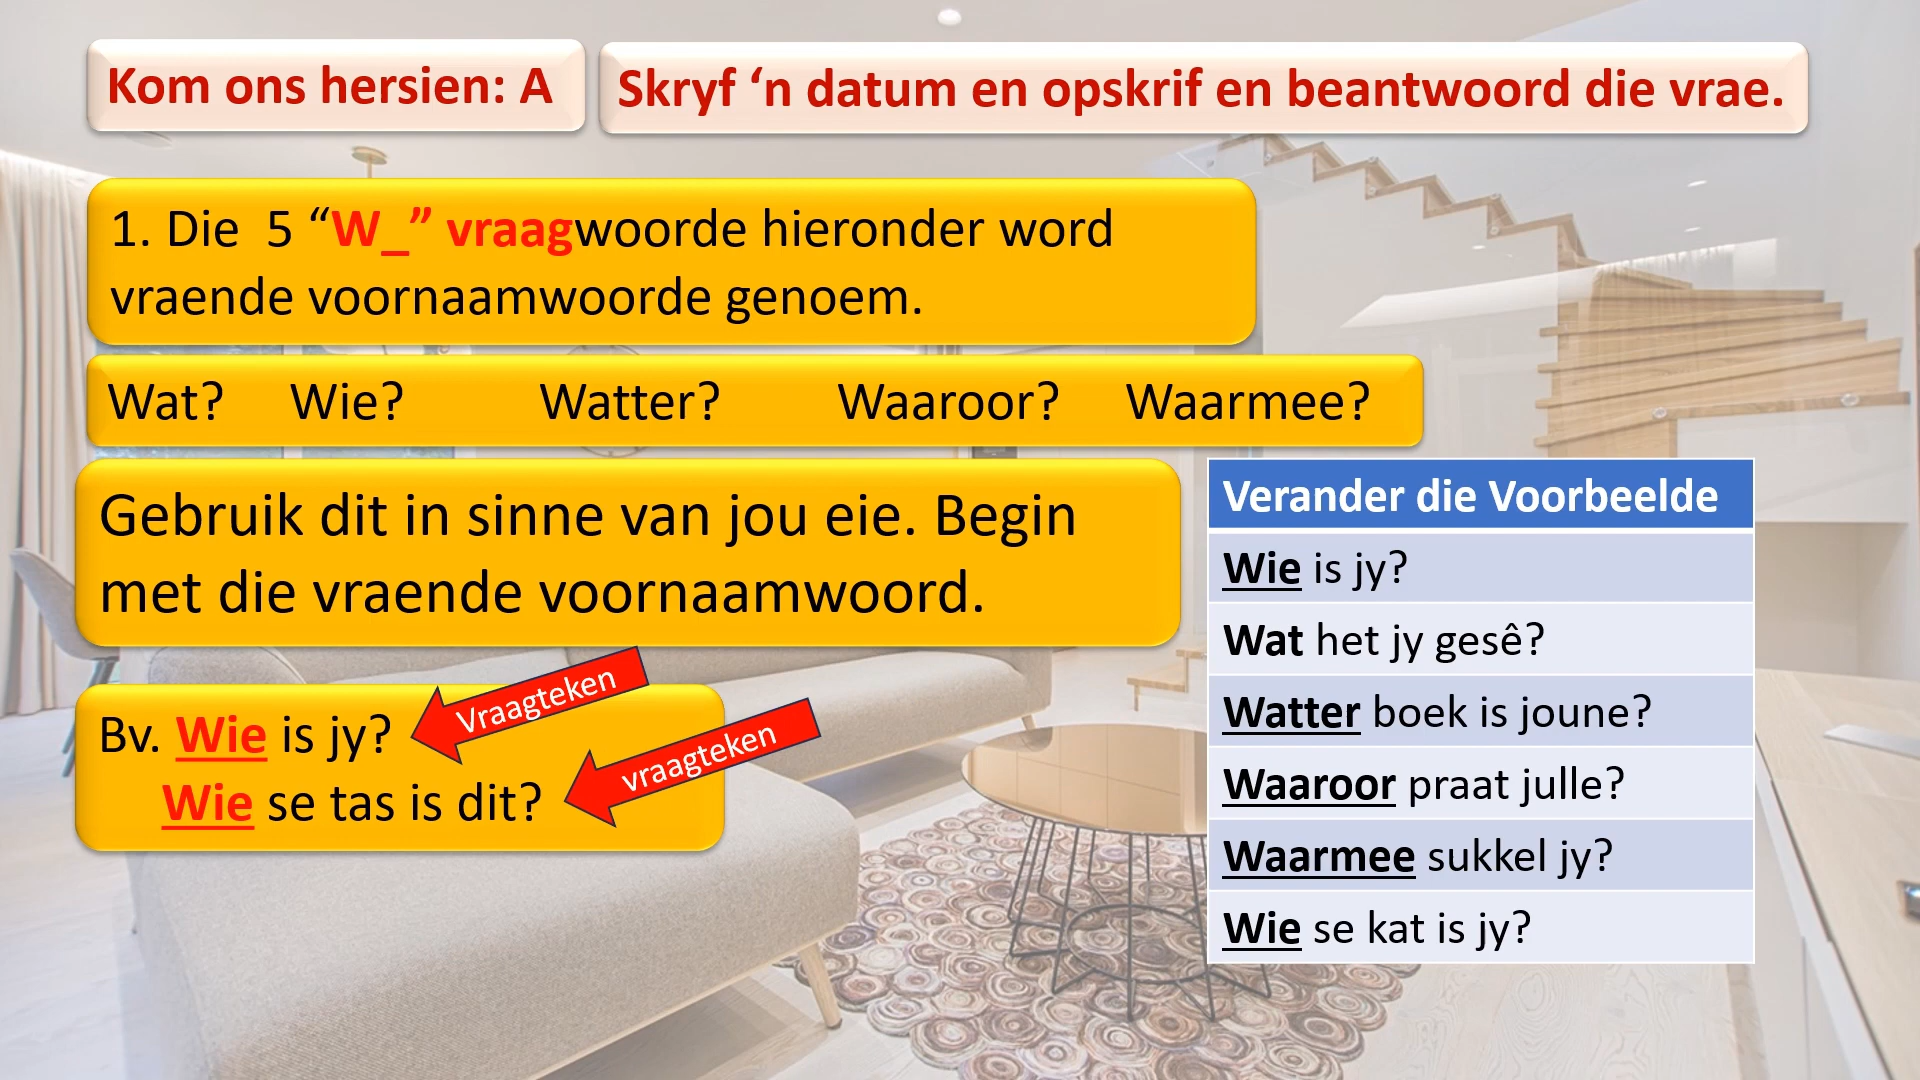 Kom ons hersien: A
Skryf ‘n datum en opskrif en beantwoord die vrae.
1. Die  5 “W_” vraagwoorde hieronder word
vraende voornaamwoorde genoem.
Wat? Wie? Watter? Waaroor? Waarmee?
Gebruik dit in sinne van jou eie. Begin
met die vraende voornaamwoord.
Bv. Wie is jy?
Vraagteken
Wie se tas is dit?
vraagteken
Verander die Voorbeelde
Wie is jy?
Wat het jy gesê?
Watter boek is joune?
Waaroor praat julle?
Waarmee sukkel jy?
Wie se kat is jy?